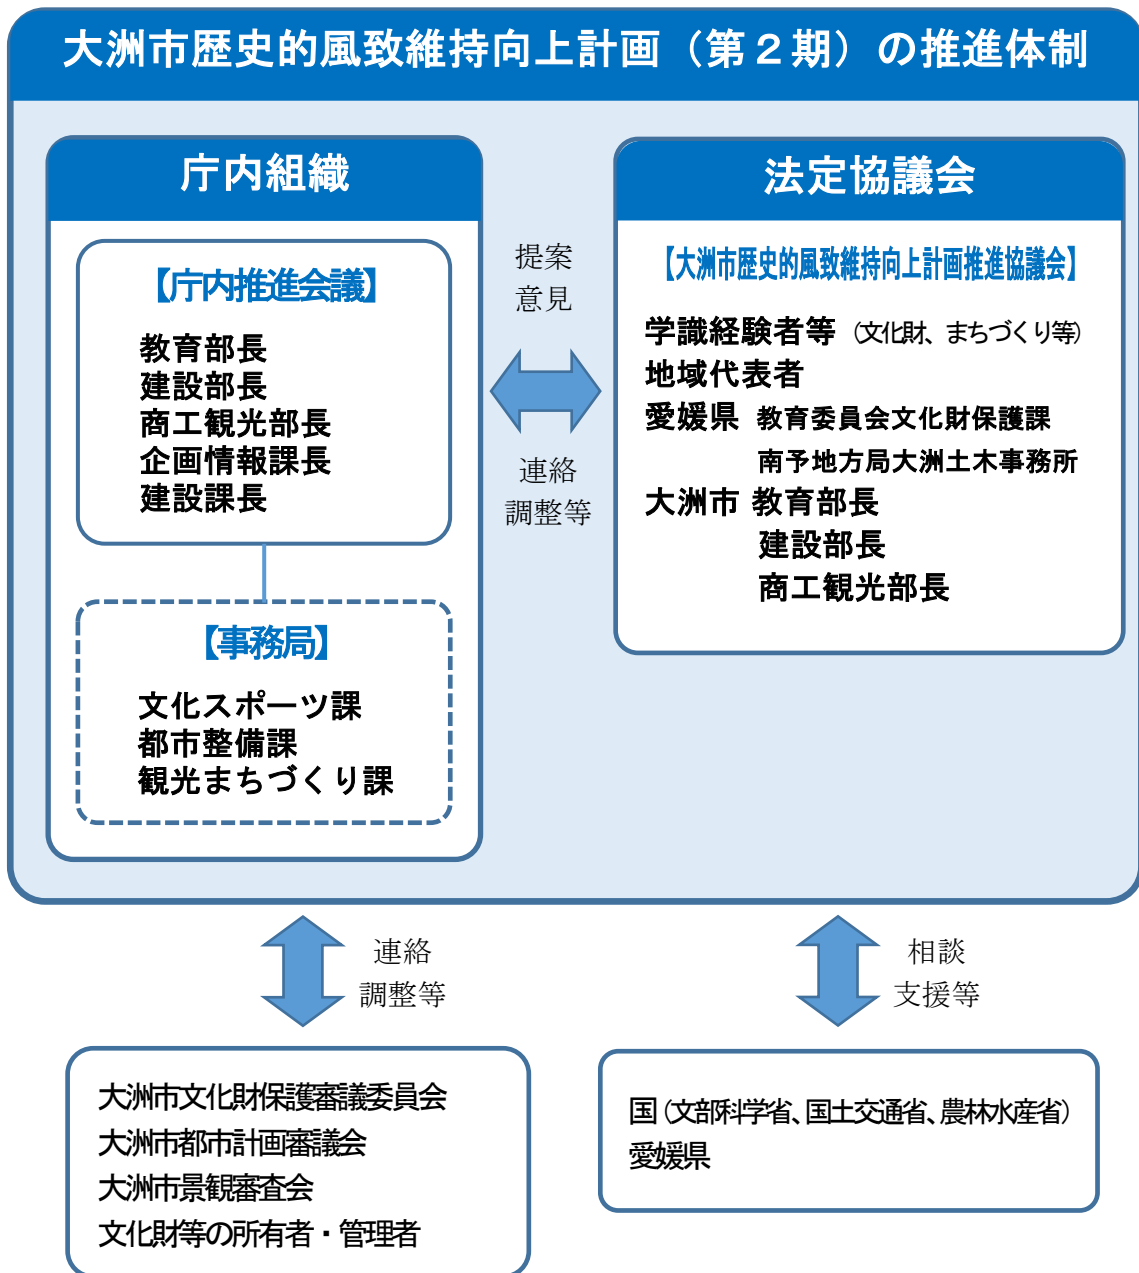 大洲市歴史的風致維持向上計画（第２期）の推進体制
庁内組織
【庁内推進会議】
教育部長
建設部長
商工観光部長
企画情報課長
建設課長
【事務局】
文化スポーツ課
都市整備課
観光まちづくり課
提案
意見
連絡
調整等
法定協議会
【大洲市歴史的風致維持向上計画推進協議会】
学識経験者等（文化財、まちづくり等）
地域代表者
愛媛県 教育委員会文化財保護課
南予地方局大洲土木事務所
大洲市 教育部長
建設部長
商工観光部長
連絡
調整等
相談
支援等
大洲市文化財保護審議委員会
大洲市都市計画審議会
大洲市景観審査会
文化財等の所有者・管理者
国（文部科学省、国土交通省、農林水産省）
愛媛県